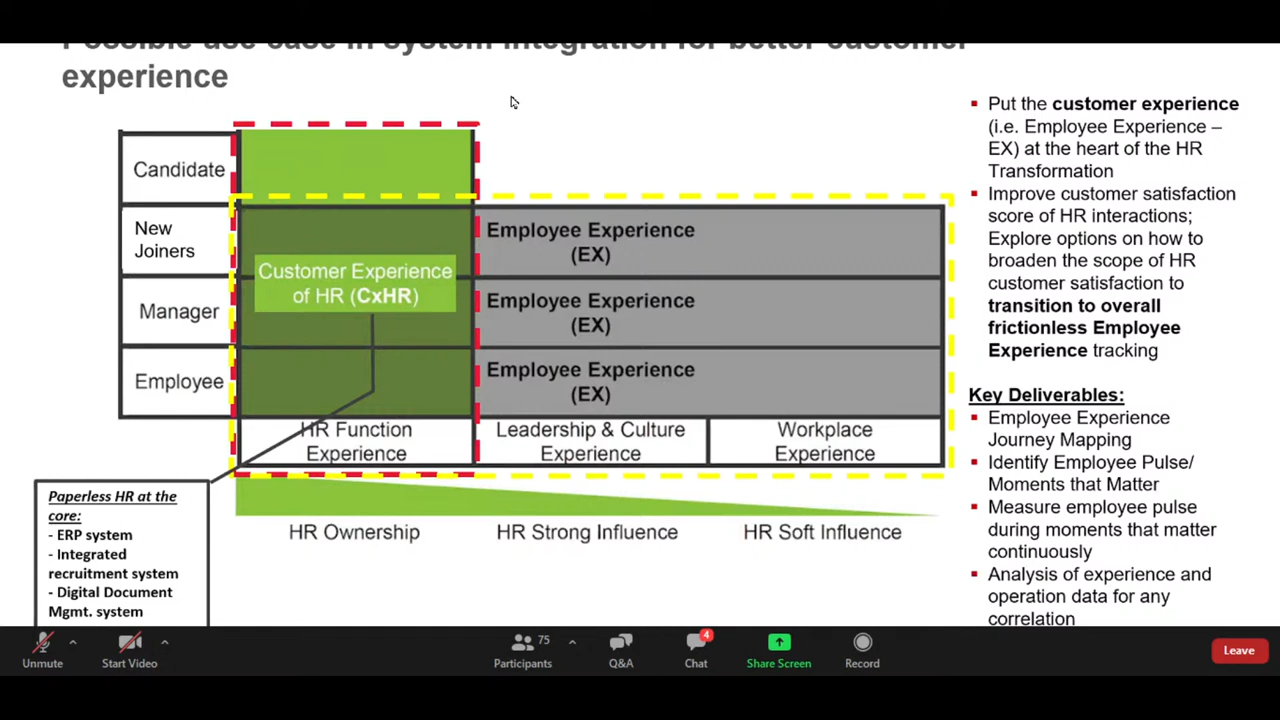 Possible use case in system integration for better customer
experience
Candidate
New
Joiners
Manager
Employee
Customer Experience
of HR (CxHR)
Employee Experience
(EX)
Employee Experience
(EX)
Employee Experience
(EX)
HR Function
Experience
Leadership & Culture
Experience
Workplace
Experience
HR Ownership
HR Strong Influence
HR Soft Influence
Paperless HR at the
core:
- ERP system
- Integrated
recruitment system
- Digital Document
Mgmt. system
▪ Put the customer experience
(i.e. Employee Experience –
EX) at the heart of the HR
Transformation
▪ Improve customer satisfaction
score of HR interactions;
Explore options on how to
broaden the scope of HR
customer satisfaction to
transition to overall
frictionless Employee
Experience tracking
Key Deliverables:
▪ Employee Experience
Journey Mapping
▪ Identify Employee Pulse/
Moments that Matter
▪ Measure employee pulse
during moments that matter
continuously
▪ Analysis of experience and
operation data for any
correlation
Unmute
Start Video
75
Participants
Q&A
4
Chat
Share Screen
Record
Leave